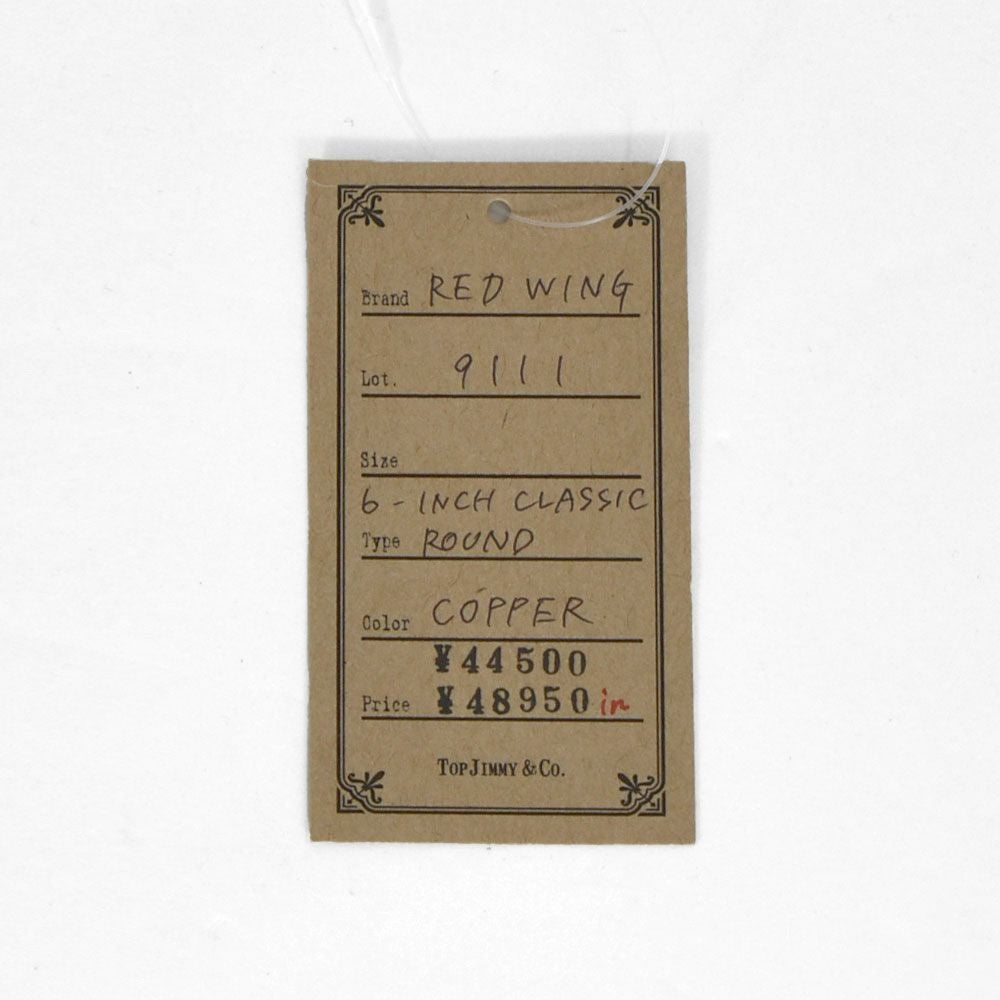 Brand RED WING
Lot. 9111
Size
6-INCH CLASSIC
Type ROUND
Color COPPER
¥44500
Price ¥48950 in
TOPJIMMY & CO.